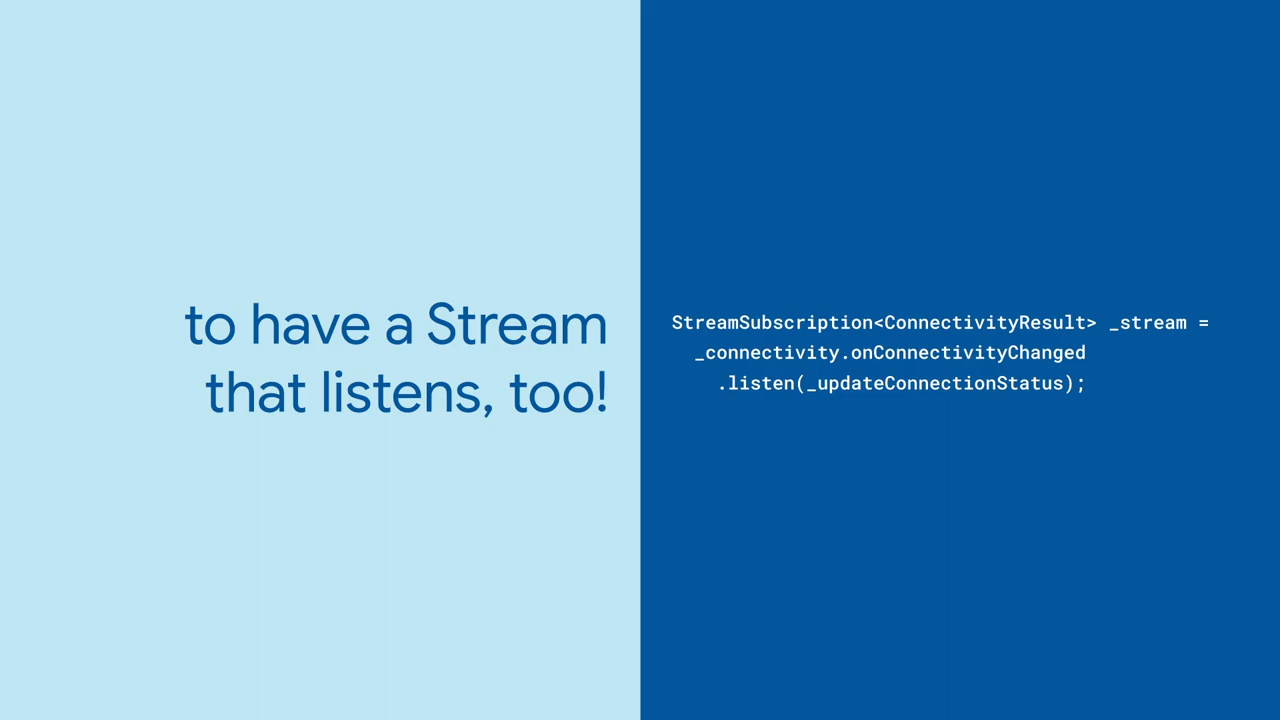 to have a Stream
that listens, too!
StreamSubscription<ConnectivityResult> _stream =
_connectivity.onConnectivityChanged
.listen(_updateConnectionStatus);